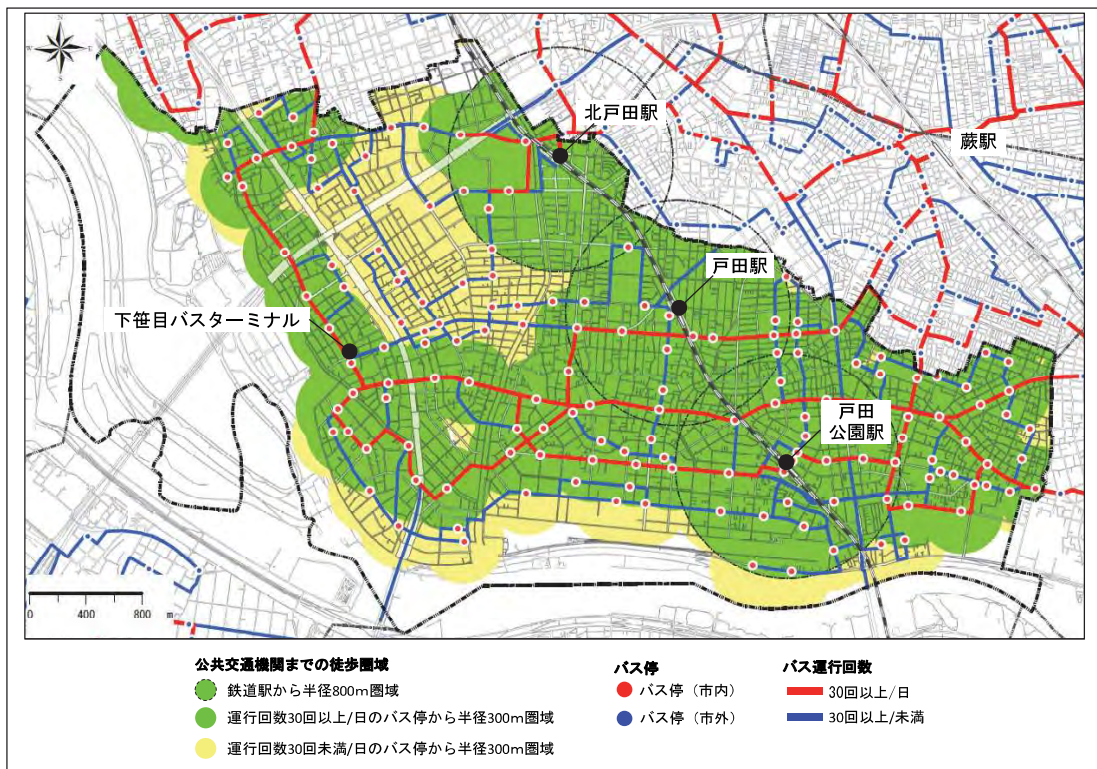 N
W
E
S
北戸田駅
蕨駅
戸田駅
下笹目バスターミナル
戸田
公園駅
0 400 800 m
公共交通機関までの徒歩圏域
鉄道駅から半径800m圏域
運行回数30回以上/日のバス停から半径300m圏域
運行回数30回未満/日のバス停から半径300m圏域
バス停
バス停（市内）
バス停（市外）
バス運行回数
30回以上/日
30回以上/未満